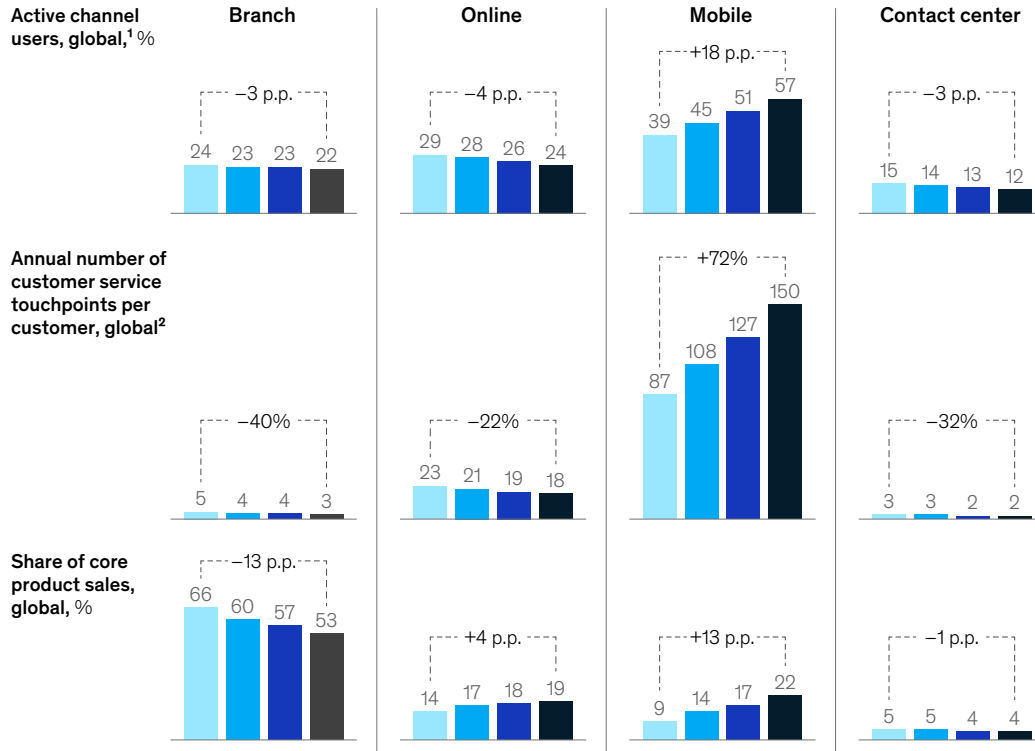 Active channel
users, global,¹ %
Branch
Online
Mobile
Contact center
−3 p.p.
24 23 23 22
−4 p.p.
29 28 26 24
+18 p.p.
39 45 51 57
−3 p.p.
15 14 13 12
Annual number of
customer service
touchpoints per
customer, global²
−40%
5 4 4 3
−22%
23 21 19 18
+72%
87 108 127 150
−32%
3 3 2 2
Share of core
product sales,
global, %
−13 p.p.
66 60 57 53
+4 p.p.
14 17 18 19
+13 p.p.
9 14 17 22
−1 p.p.
5 5 4 4